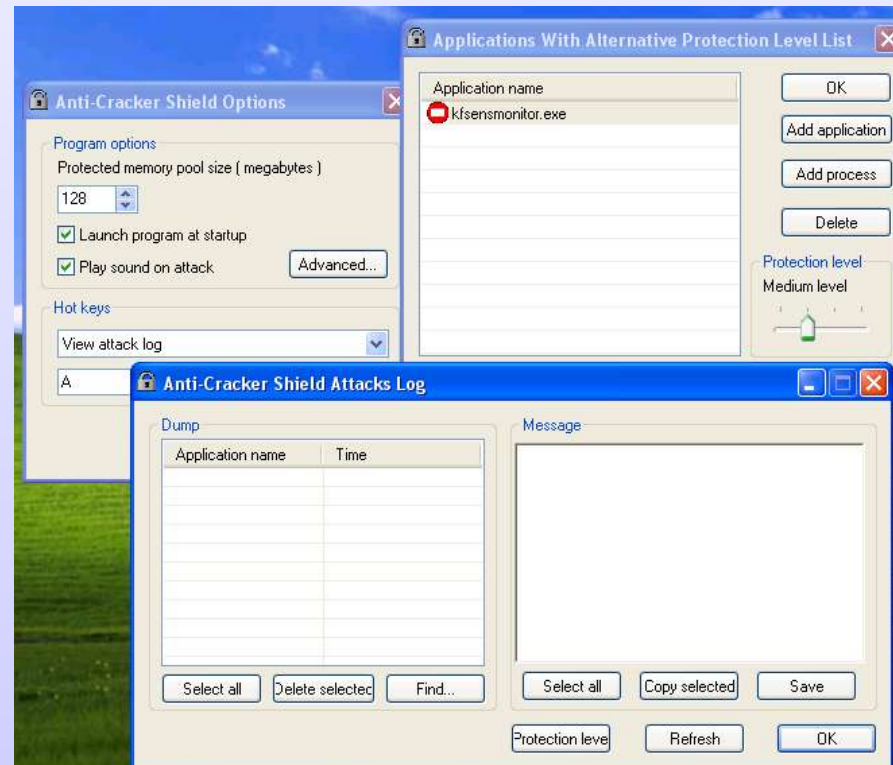 Applications With Alternative Protection Level List
Application name
kfsensmonitor.exe
OK
Add application
Add process
Delete
Protection level
Medium level
Anti-Cracker Shield Options
Program options
Protected memory pool size ( megabytes )
128
Launch program at startup
Play sound on attack
Advanced...
Hot keys
View attack log
A
Anti-Cracker Shield Attacks Log
Dump
Application name Time
Select all Delete selected Find...
Message
Select all Copy selected Save
Protection level Refresh OK